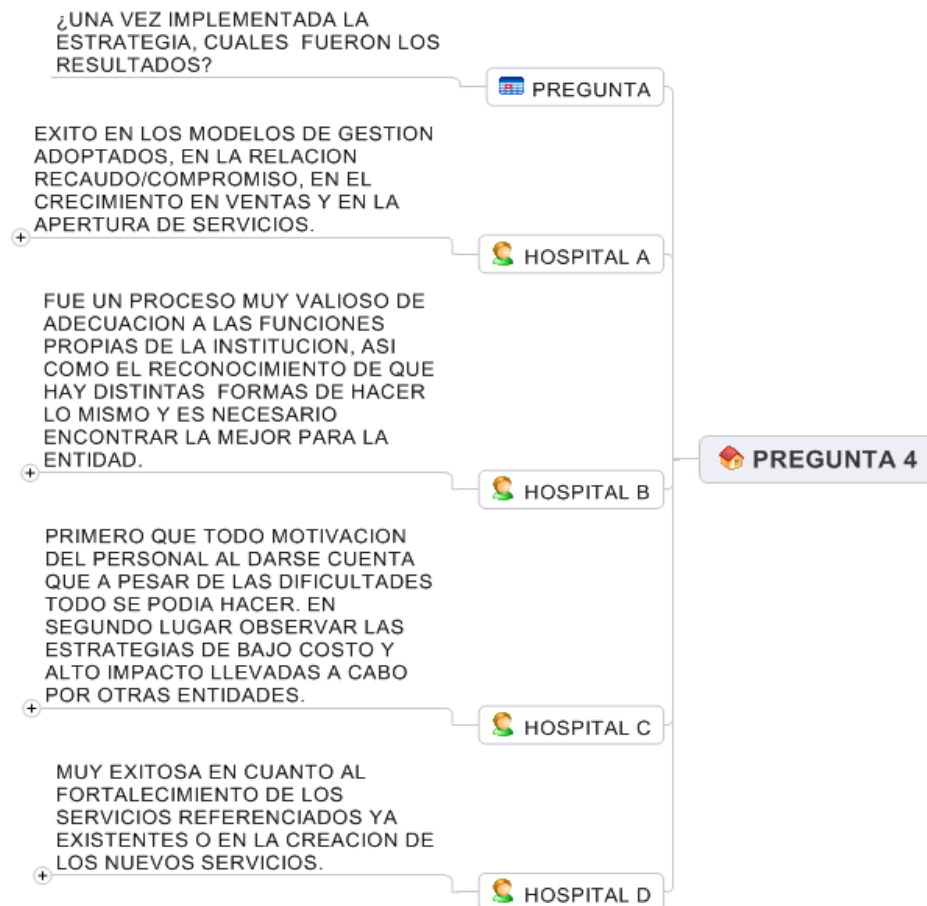 ¿UNA VEZ IMPLEMENTADA LA
ESTRATEGIA, CUALES  FUERON LOS
RESULTADOS?
PREGUNTA
EXITO EN LOS MODELOS DE GESTION
ADOPTADOS, EN LA RELACION
RECAUDO/COMPROMISO, EN EL
CRECIMIENTO EN VENTAS Y EN LA
APERTURA DE SERVICIOS.
HOSPITAL A
FUE UN PROCESO MUY VALIOSO DE
ADECUACION A LAS FUNCIONES
PROPIAS DE LA INSTITUCION, ASI
COMO EL RECONOCIMIENTO DE QUE
HAY DISTINTAS  FORMAS DE HACER
LO MISMO Y ES NECESARIO
ENCONTRAR LA MEJOR PARA LA
ENTIDAD.
HOSPITAL B
PREGUNTA 4
PRIMERO QUE TODO MOTIVACION
DEL PERSONAL AL DARSE CUENTA
QUE A PESAR DE LAS DIFICULTADES
TODO SE PODIA HACER. EN
SEGUNDO LUGAR OBSERVAR LAS
ESTRATEGIAS DE BAJO COSTO Y
ALTO IMPACTO LLEVADAS A CABO
POR OTRAS ENTIDADES.
HOSPITAL C
MUY EXITOSA EN CUANTO AL
FORTALECIMIENTO DE LOS
SERVICIOS REFERENCIADOS YA
EXISTENTES O EN LA CREACION DE
LOS NUEVOS SERVICIOS.
HOSPITAL D